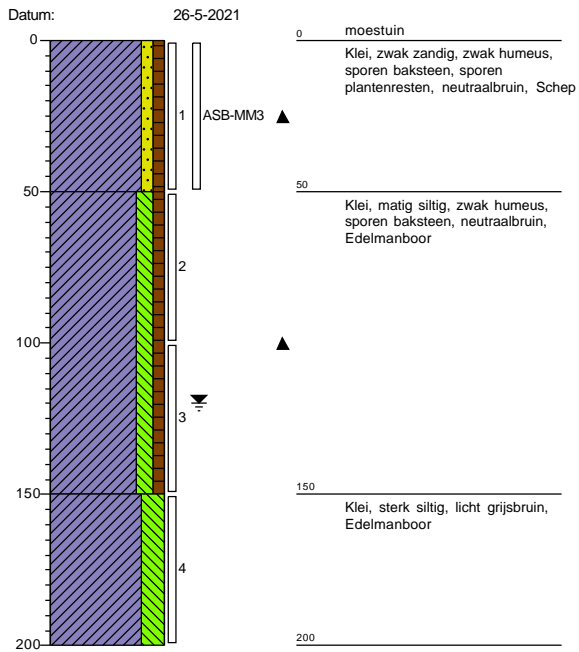 Datum: 26-5-2021
0
50
100
150
200
1
ASB-MM3
2
3
4
0 moestuin
Klei, zwak zandig, zwak humeus,
sporen baksteen, sporen
plantenresten, neutraalbruin, Schep
50
Klei, matig siltig, zwak humeus,
sporen baksteen, neutraalbruin,
Edelmanboor
150
Klei, sterk siltig, licht grijsbruin,
Edelmanboor
200